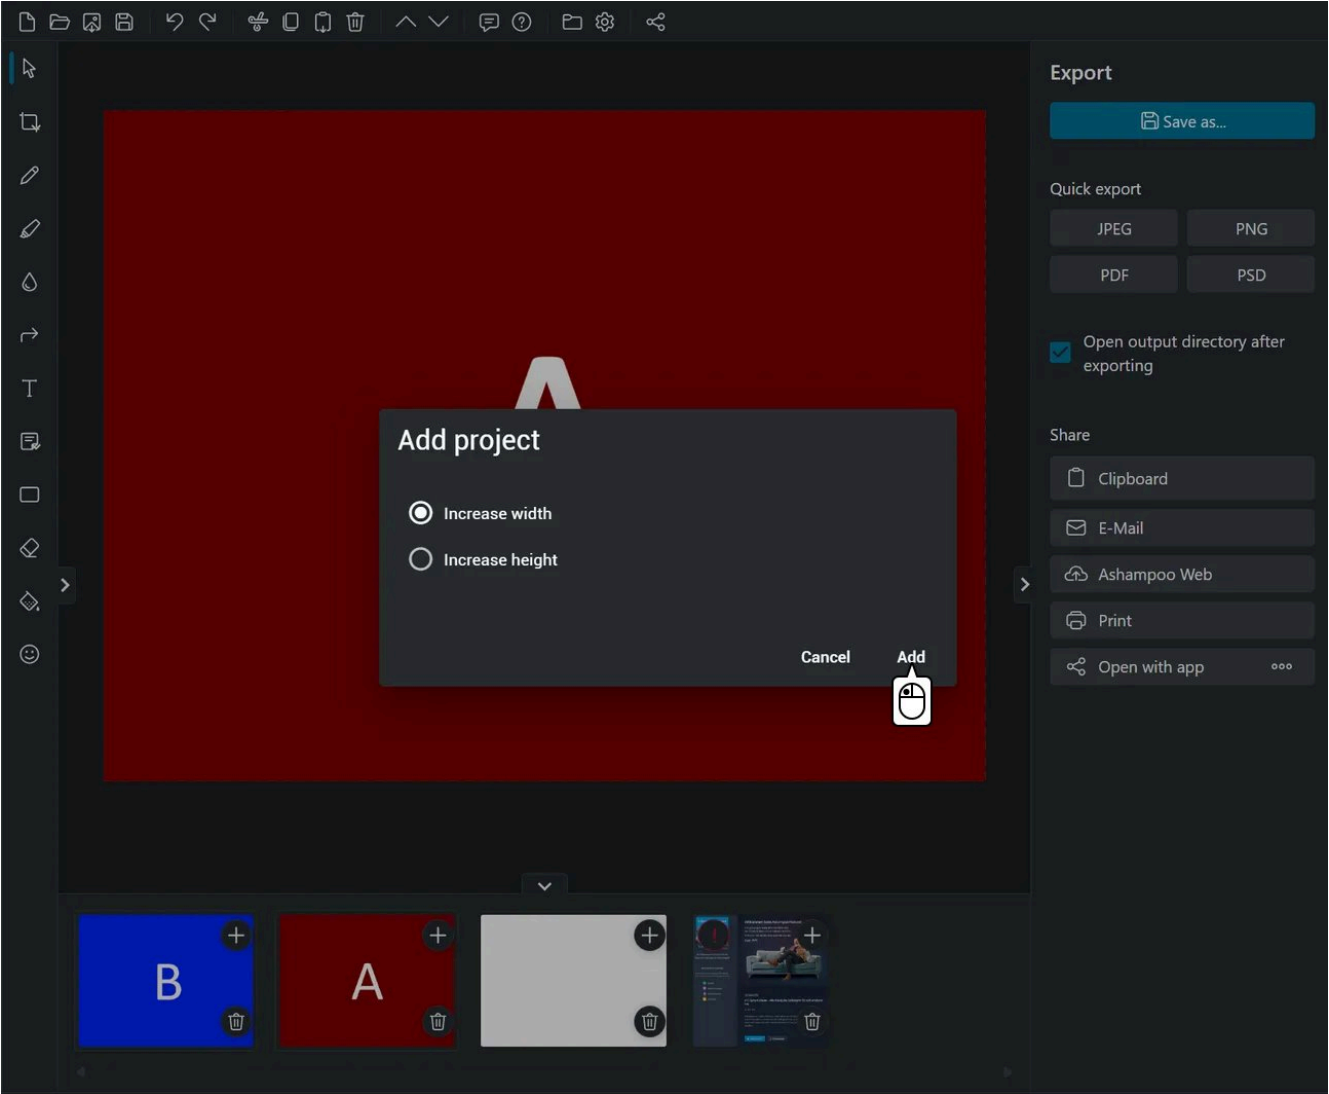 Export
Save as...
Quick export
JPEG
PNG
PDF
PSD
Open output directory after
exporting
Share
Clipboard
E-Mail
Ashampoo Web
Print
Open with app
A
Add project
Increase width
Increase height
Cancel
Add
B
A